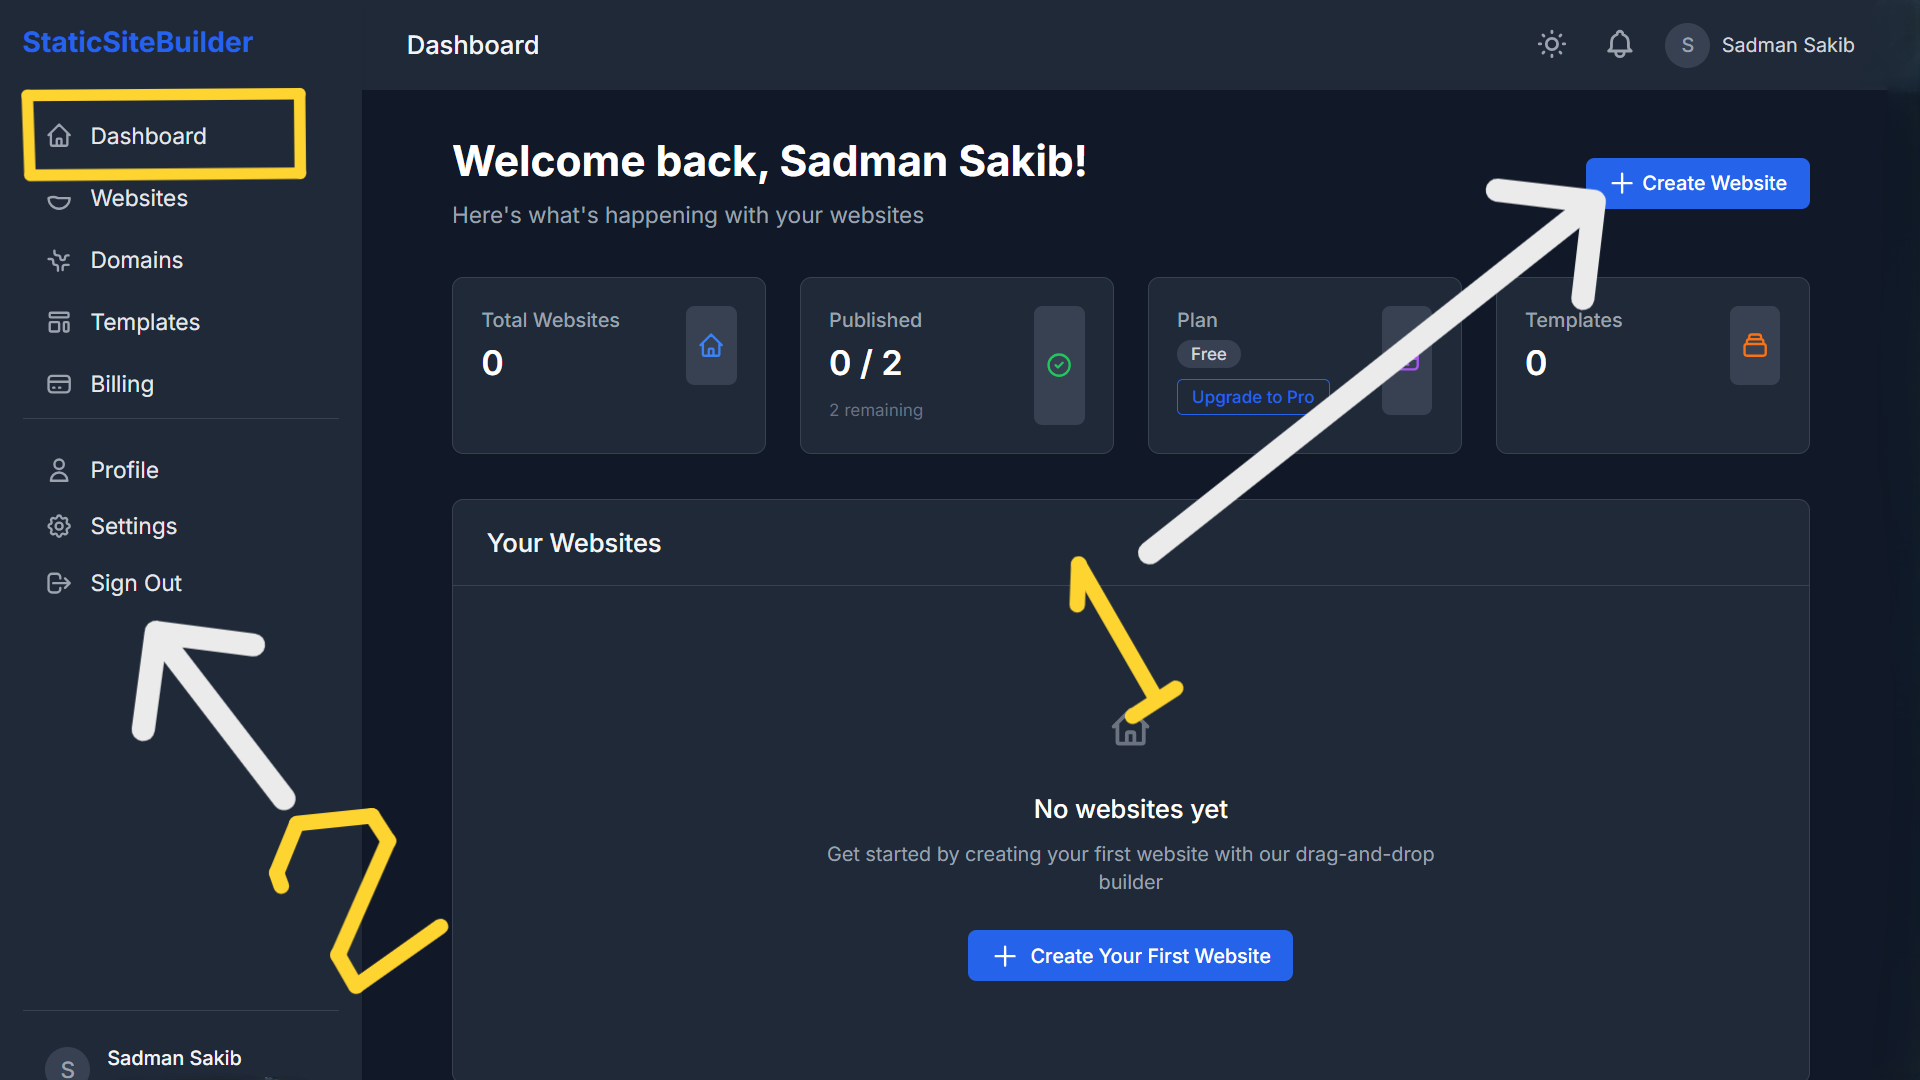 StaticSiteBuilder
Dashboard
Websites
Domains
Templates
Billing
Profile
Settings
Sign Out
2
S
Sadman Sakib
Dashboard
S
Sadman Sakib
Welcome back, Sadman Sakib!
Here's what's happening with your websites
Create Website
Total Websites
0
Published
0 / 2
2 remaining
Plan
Free
Upgrade to Pro
Templates
0
Your Websites
1
No websites yet
Get started by creating your first website with our drag-and-drop
builder
Create Your First Website